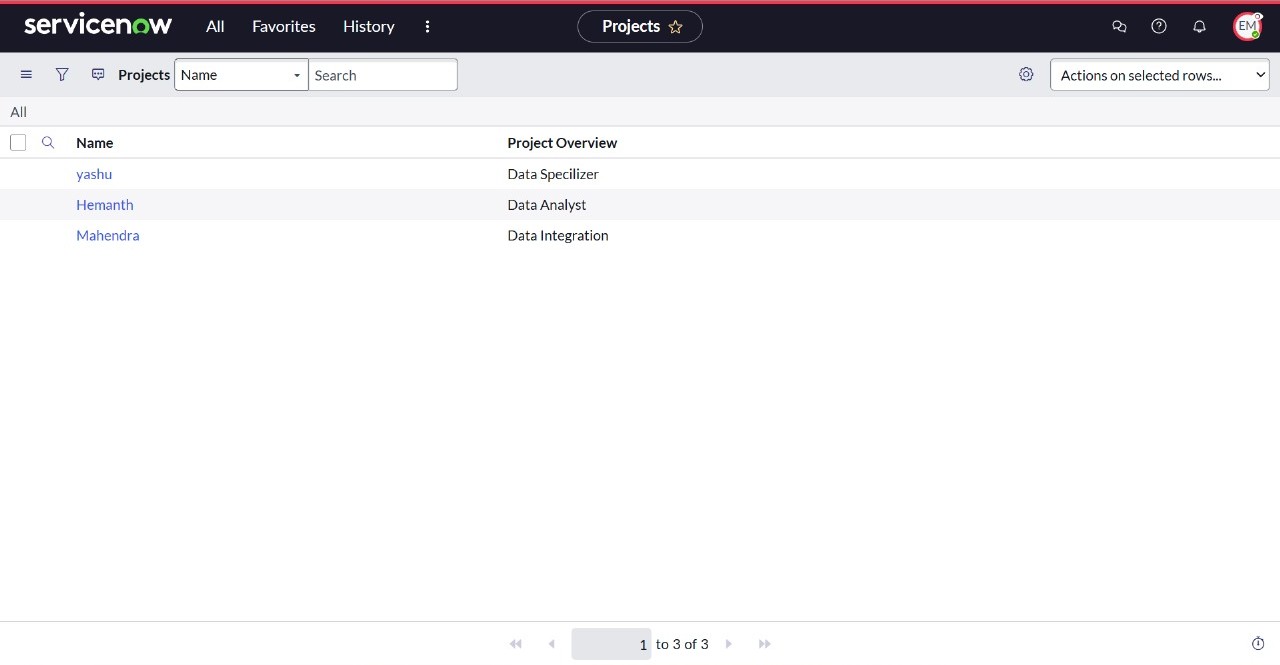 servicenow All Favorites History Projects EM
Projects Name Search Actions on selected rows...
All
Name Project Overview
yashu Data Specilizer
Hemanth Data Analyst
Mahendra Data Integration
1 to 3 of 3